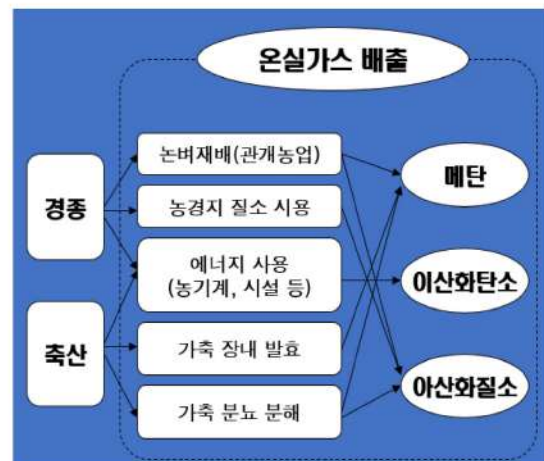 온실가스 배출
경종
축산
논벼재배(관개농업)
농경지 질소 시용
에너지 사용
(농기계, 시설 등)
가축 장내 발효
가축 분뇨 분해
메탄
이산화탄소
아산화질소